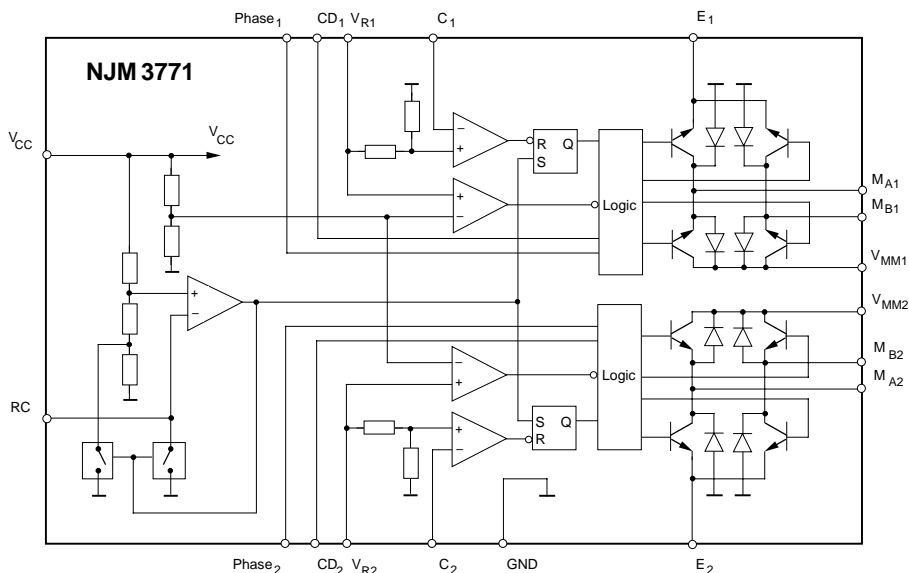 Phase1 CD1 VR1 C1 E1
NJM 3771
VCC VCC
– +
R Q
S
+ –
Logic
MA1
MB1
VMM1
+ –
VMM2
– +
Logic
MB2
MA2
RC
+ –
S Q
R
Phase2 CD2 VR2 C2 GND E2